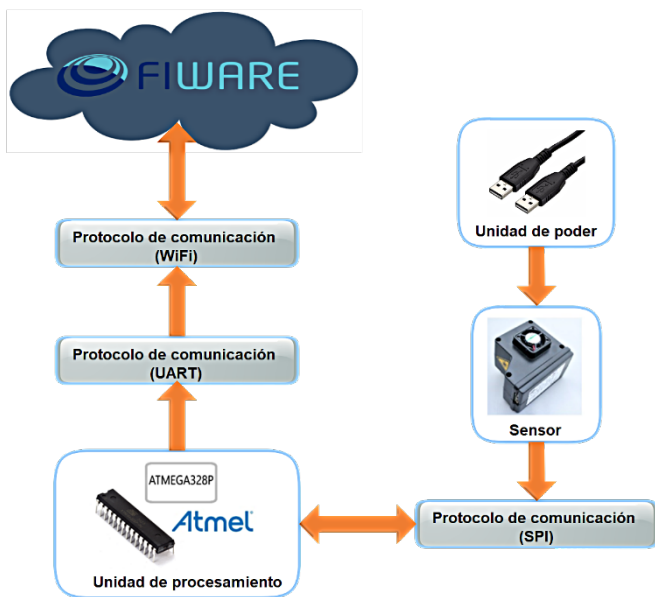 FIWARE
Protocolo de comunicación
(WiFi)
Protocolo de comunicación
(UART)
ATMEGA328P
Atmel
Unidad de procesamiento
Unidad de poder
Sensor
Protocolo de comunicación
(SPI)